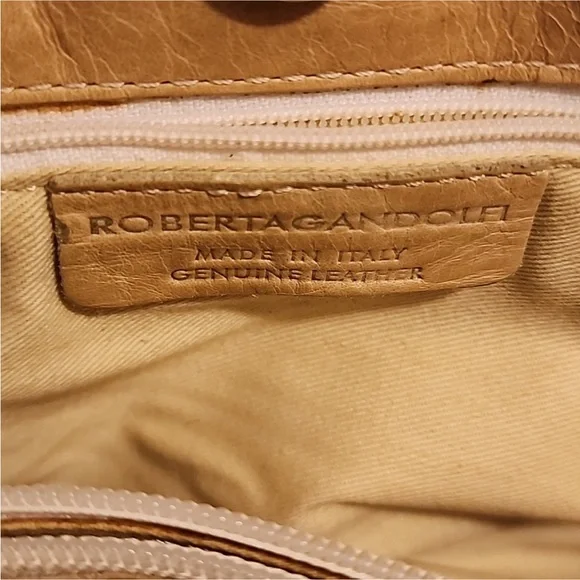 ROBERTAGANDOLFI
MADE IN ITALY
GENUINE LEATHER